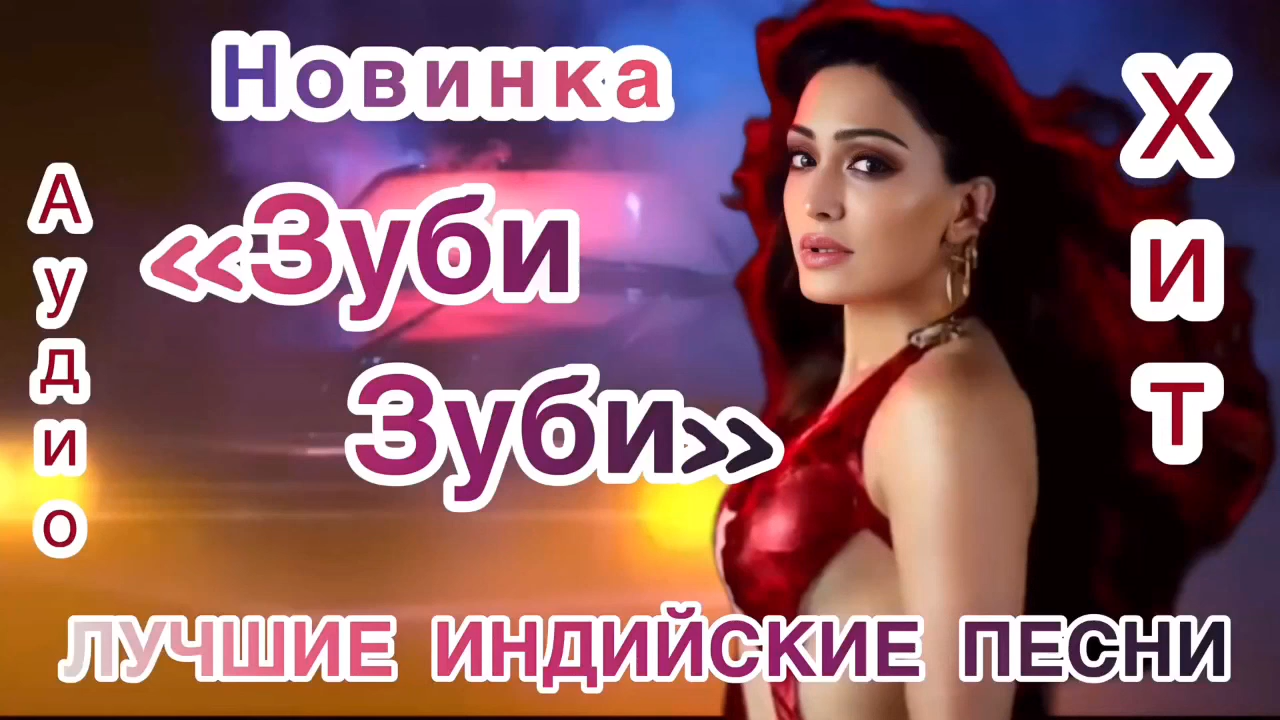 Новинка
Аудио
«Зуби
Зуби»
Хит
ЛУЧШИЕ ИНДИЙСКИЕ ПЕСНИ